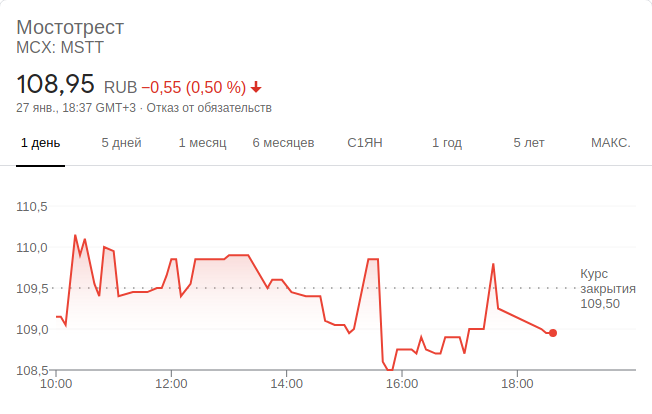 Мостотрест
MCX: MSTT
108,95 RUB −0,55 (0,50 %)
27 янв., 18:37 GMT+3 · Отказ от обязательств
1 день 5 дней 1 месяц 6 месяцев С1ЯН 1 год 5 лет МАКС.
110,5
110,0
109,5
109,0
108,5
Курс
закрытия
109,50
10:00 12:00 14:00 16:00 18:00